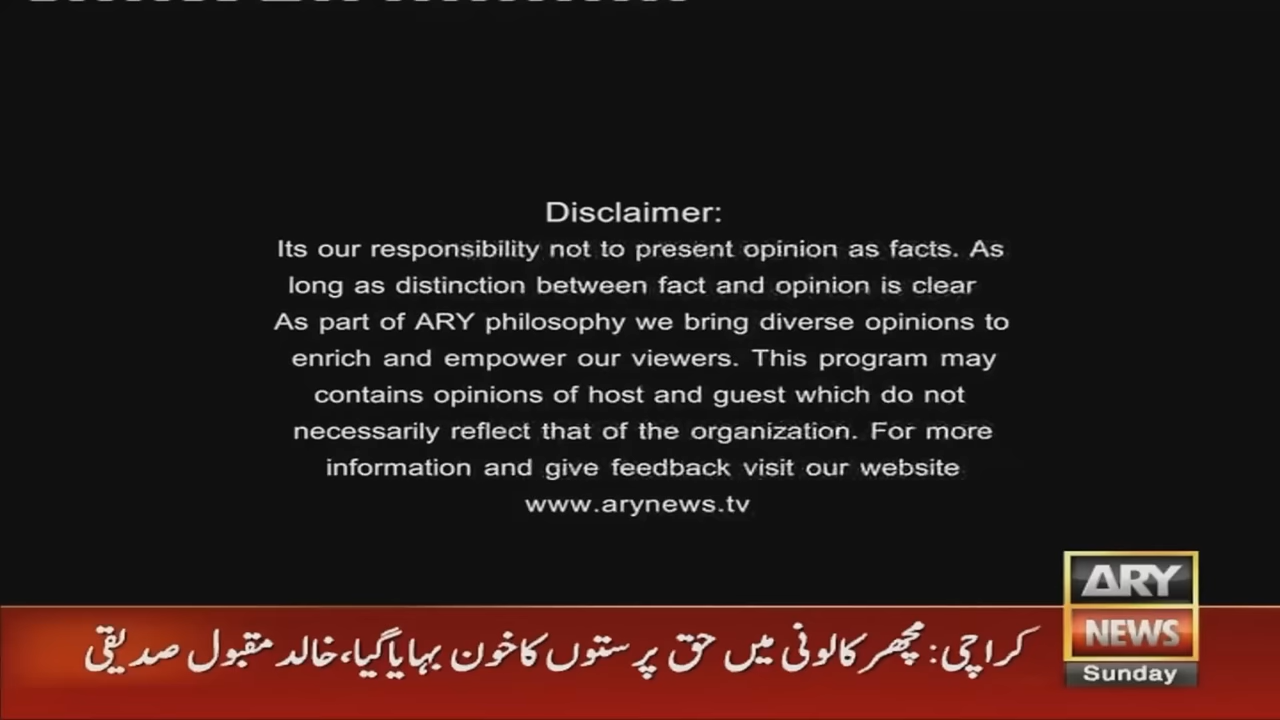 Disclaimer:
Its our responsibility not to present opinion as facts. As
long as distinction between fact and opinion is clear
As part of ARY philosophy we bring diverse opinions to
enrich and empower our viewers. This program may
contains opinions of host and guest which do not
necessarily reflect that of the organization. For more
information and give feedback visit our website
www.arynews.tv
ARY
NEWS
Sunday
کراچی: مچھر کالونی میں حق پرستوں کاخون بہایاگیا،خالد مقبول صدیقی